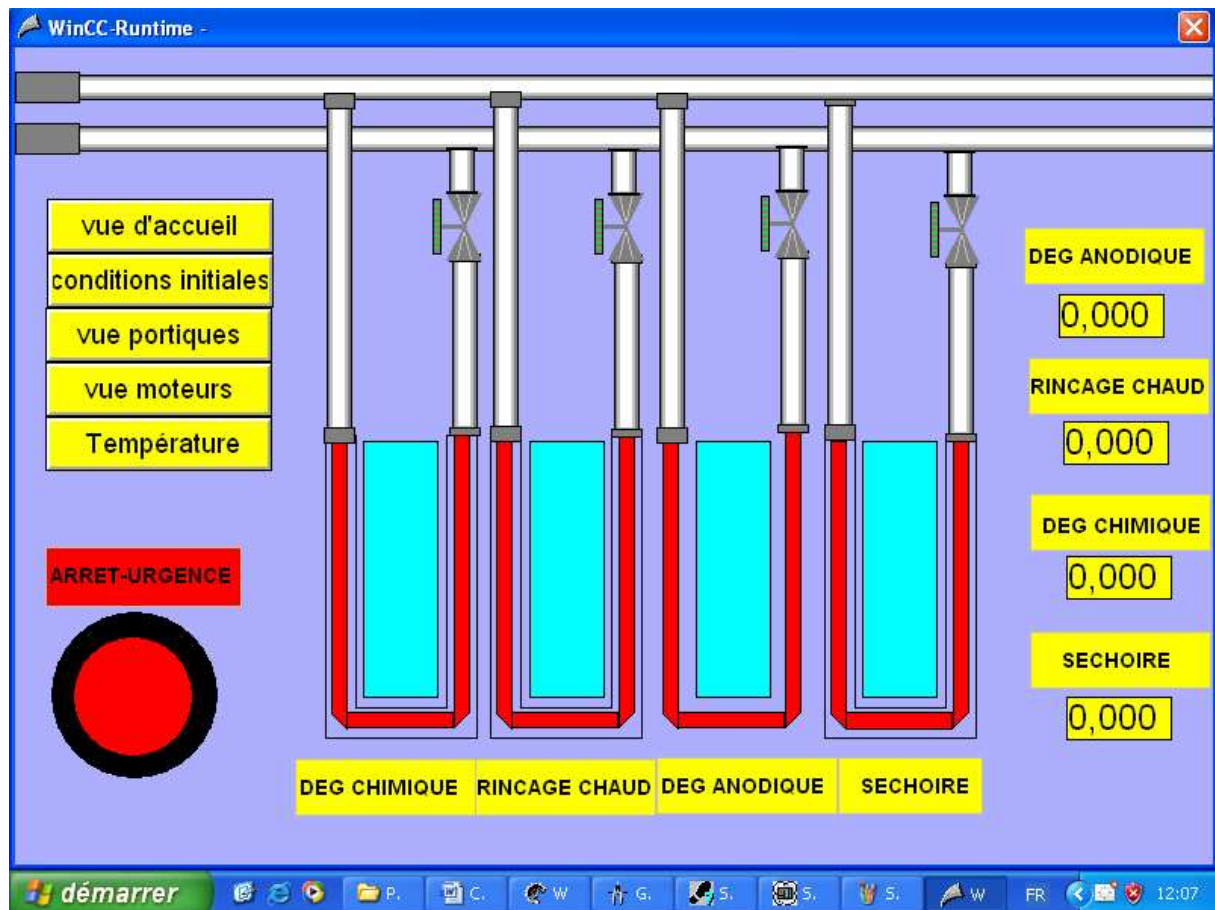 WinCC-Runtime -
vue d'accueil
conditions initiales
vue portiques
vue moteurs
Température
ARRET-URGENCE
DEG ANODIQUE
0,000
RINCAGE CHAUD
0,000
DEG CHIMIQUE
0,000
SECHOIRE
0,000
DEG CHIMIQUE
RINCAGE CHAUD
DEG ANODIQUE
SECHOIRE
démarrer P. C. W G. S. S. S. W FR 12:07